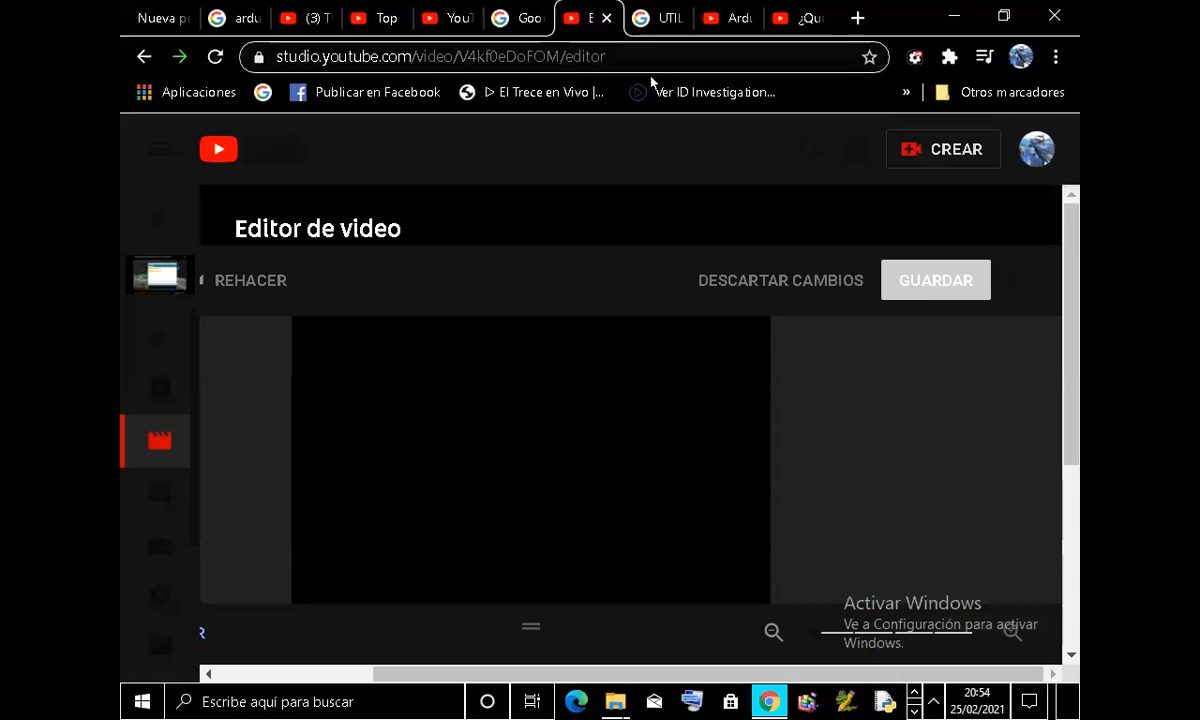 Nueva pe
ardu
(3) T
Top
YouT
Goo
E
UTIL
Ardu
¿Qu
studio.youtube.com/video/V4kf0eDoFOM/editor
Aplicaciones
Publicar en Facebook
▷ El Trece en Vivo |...
Ver ID Investigation...
»
Otros marcadores
CREAR
Editor de video
REHACER
DESCARTAR CAMBIOS
GUARDAR
R
Activar Windows
Ve a Configuración para activar
Windows.
Escribe aquí para buscar
20:54
25/02/2021